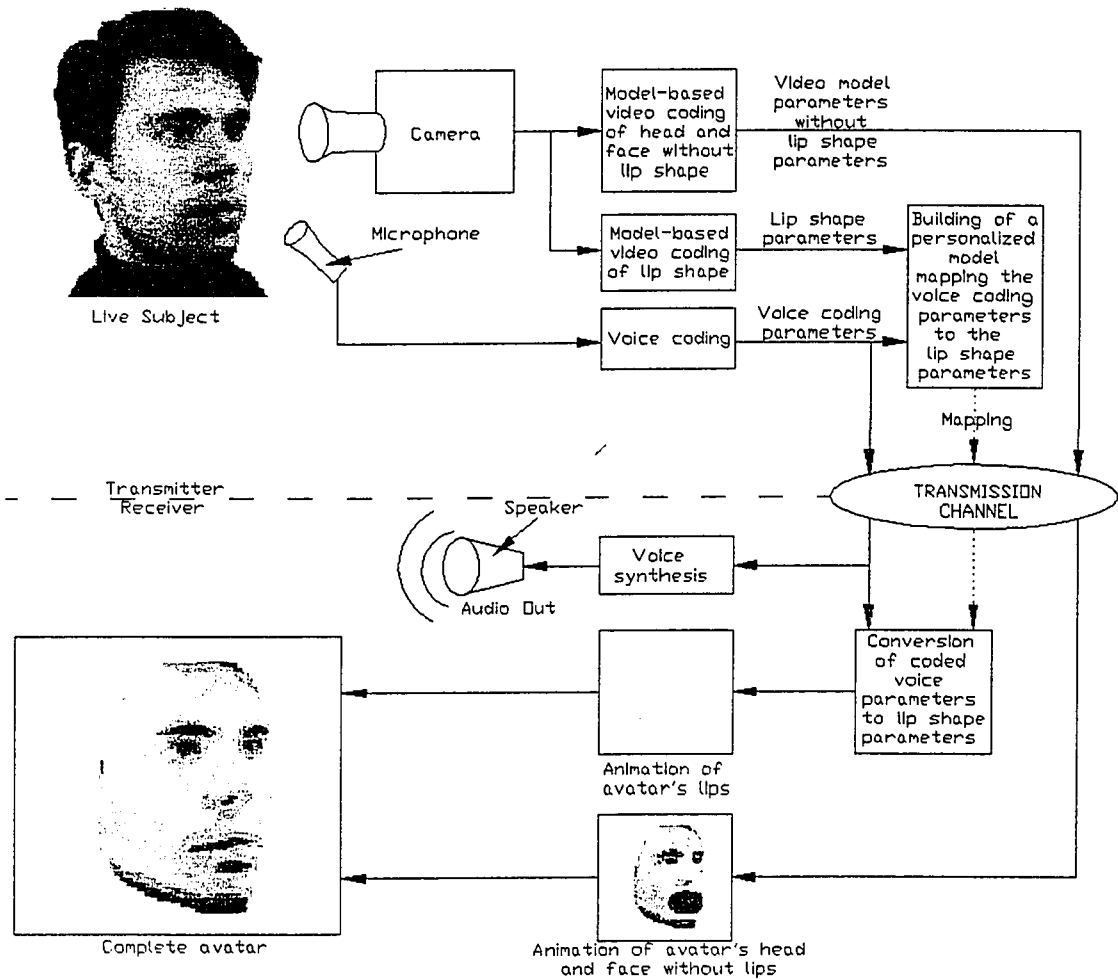 Live Subject
Camera
Microphone
Model-based
video coding
of head and
face without
lip shape
Video model
parameters
without
lip shape
parameters
Model-based
video coding
of lip shape
Lip shape
parameters
Building of a
personalized
model
mapping the
voice coding
parameters
to the
lip shape
parameters
Voice coding
Voice coding
parameters
Mapping
Transmitter
Receiver
TRANSMISSION
CHANNEL
Speaker
Audio Out
Voice
synthesis
Conversion
of coded
voice
parameters
to lip shape
parameters
Animation of
avatar's lips
Complete avatar
Animation of avatar's head
and face without lips